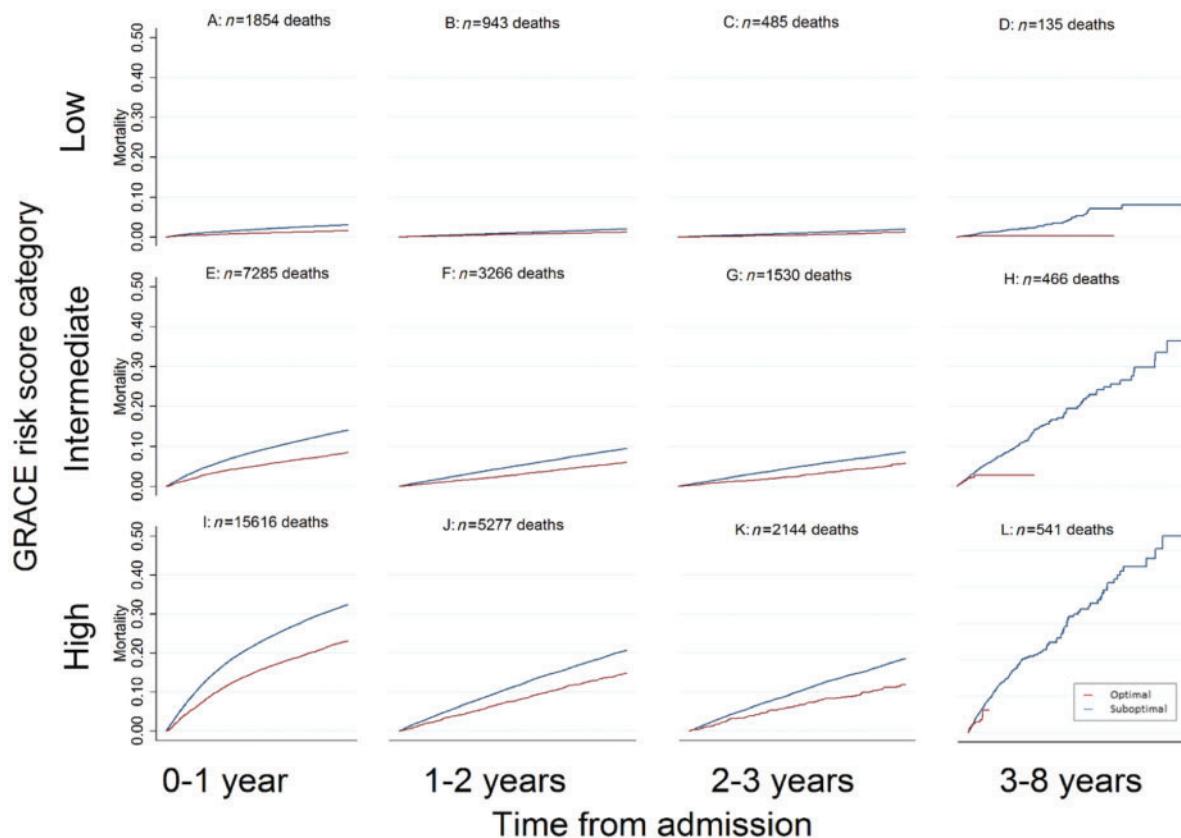 GRACE risk score category
Low
Mortality
0.50
0.40
0.30
0.20
0.10
0.00
A: n=1854 deaths
B: n=943 deaths
C: n=485 deaths
D: n=135 deaths
Intermediate
Mortality
0.50
0.40
0.30
0.20
0.10
0.00
E: n=7285 deaths
F: n=3266 deaths
G: n=1530 deaths
H: n=466 deaths
High
Mortality
0.50
0.40
0.30
0.20
0.10
0.00
I: n=15616 deaths
J: n=5277 deaths
K: n=2144 deaths
L: n=541 deaths
Optimal
Suboptimal
0-1 year
1-2 years
2-3 years
3-8 years
Time from admission